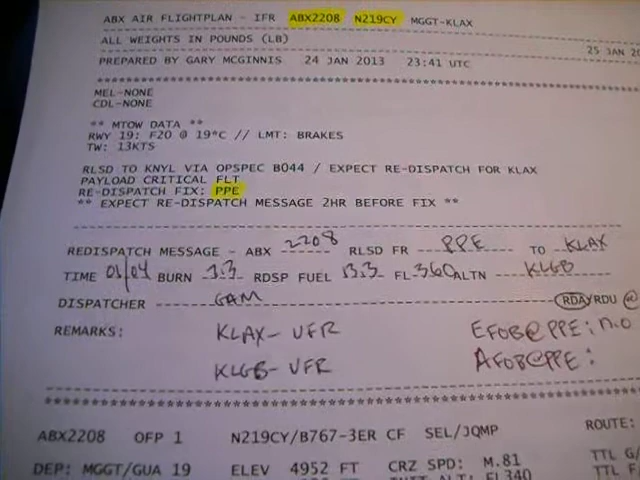 ABX AIR FLIGHTPLAN - IFR ABX2208 N219CY MGGT-KLAX
ALL WEIGHTS IN POUNDS (LB) 25 JAN 20
PREPARED BY GARY MCGINNIS 24 JAN 2013 23:41 UTC
MEL-NONE
CDL-NONE
** MTOW DATA **
RWY 19: F20 @ 19°C // LMT: BRAKES
TW: 13KTS
RLSD TO KNYL VIA OPSPEC B044 / EXPECT RE-DISPATCH FOR KLAX
PAYLOAD CRITICAL FLT
RE-DISPATCH FIX: PPE
** EXPECT RE-DISPATCH MESSAGE 2HR BEFORE FIX **
REDISPATCH MESSAGE - ABX 2208 RLSD FR PPE TO KLAX
TIME BURN RDSP FUEL 13.3 FL 360 ALTN KLGB
DISPATCHER GAM RDA/RDU @
REMARKS: KLAX- VFR EFOB@PPE:
KLGB- VFR AFOB@PPE:
ABX2208 OFP 1 N219CY/B767-3ER CF SEL/JQMP ROUTE:
DEP: MGGT/GUA 19 ELEV 4952 FT CRZ SPD: M.81 TTL G/
FL340 TTL F/